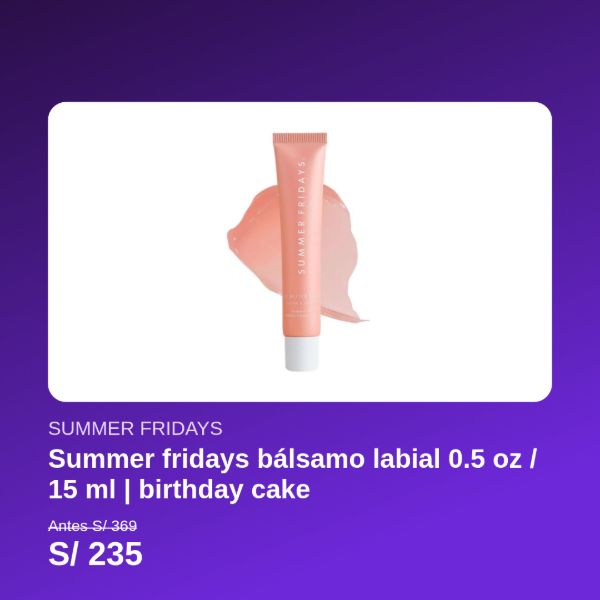 SUMMER FRIDAYS.
SUMMER FRIDAYS
Summer fridays bálsamo labial 0.5 oz /
15 ml | birthday cake
Antes S/ 369
S/ 235